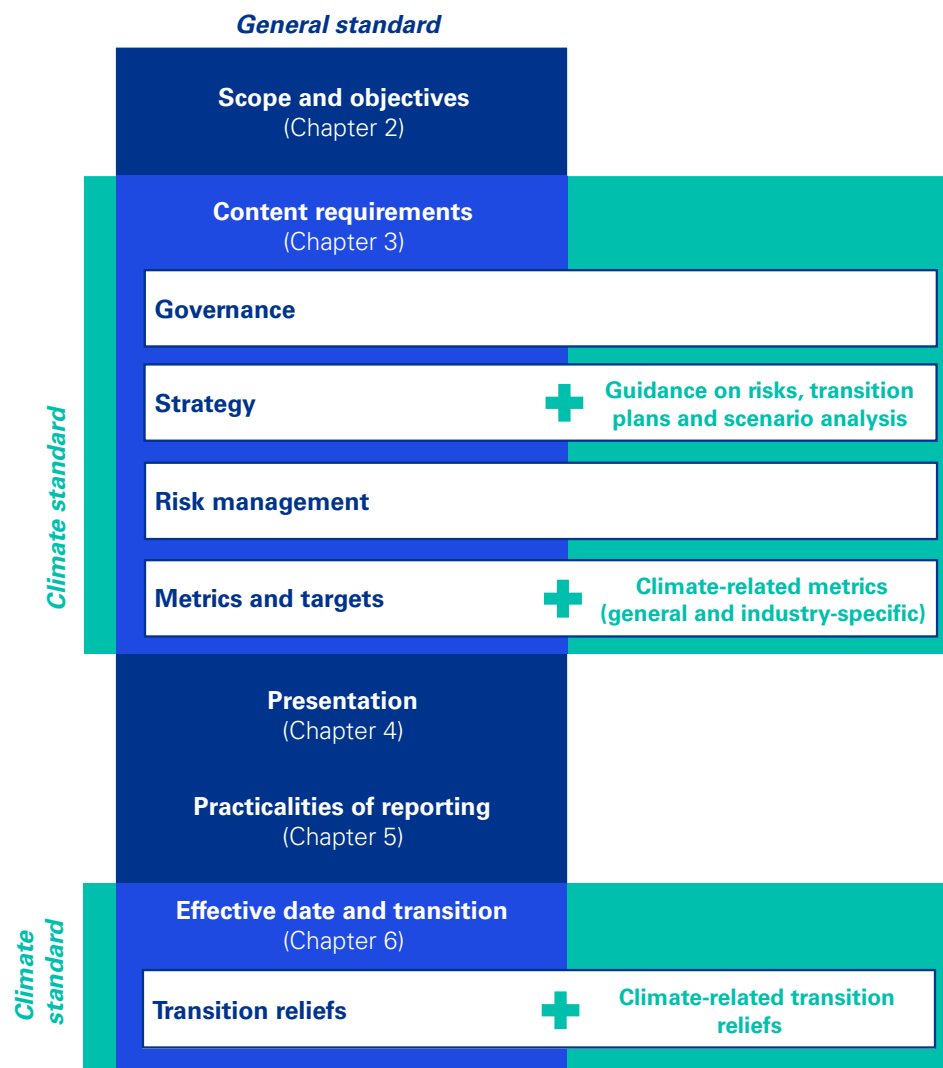 General standard
Scope and objectives
(Chapter 2)
Content requirements
(Chapter 3)
Governance
Climate standard
Strategy
Guidance on risks, transition
plans and scenario analysis
Risk management
Metrics and targets
Climate-related metrics
(general and industry-specific)
Presentation
(Chapter 4)
Practicalities of reporting
(Chapter 5)
Climate
standard
Effective date and transition
(Chapter 6)
Transition reliefs
Climate-related transition
reliefs